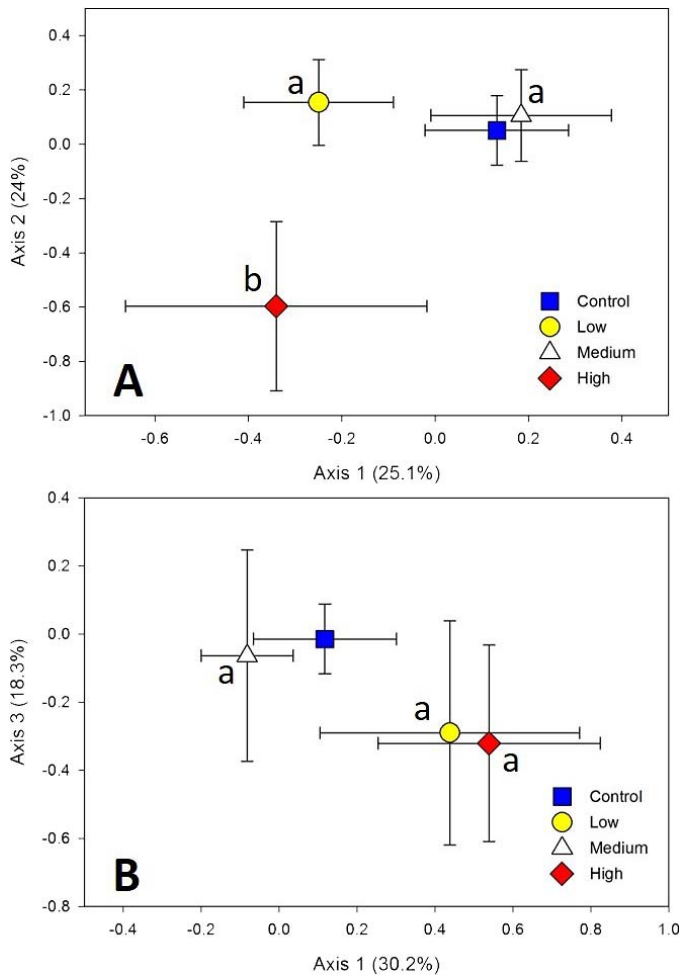 0.4
0.2
0.0
-0.2
-0.4
-0.6
-0.8
-1.0
Axis 2 (24%)
a
a
b
Control
Low
Medium
High
A
-0.6 -0.4 -0.2 0.0 0.2 0.4
Axis 1 (25.1%)
0.4
0.2
0.0
-0.2
-0.4
-0.6
-0.8
Axis 3 (18.3%)
a
a
a
Control
Low
Medium
High
B
-0.4 -0.2 0.0 0.2 0.4 0.6 0.8 1.0
Axis 1 (30.2%)